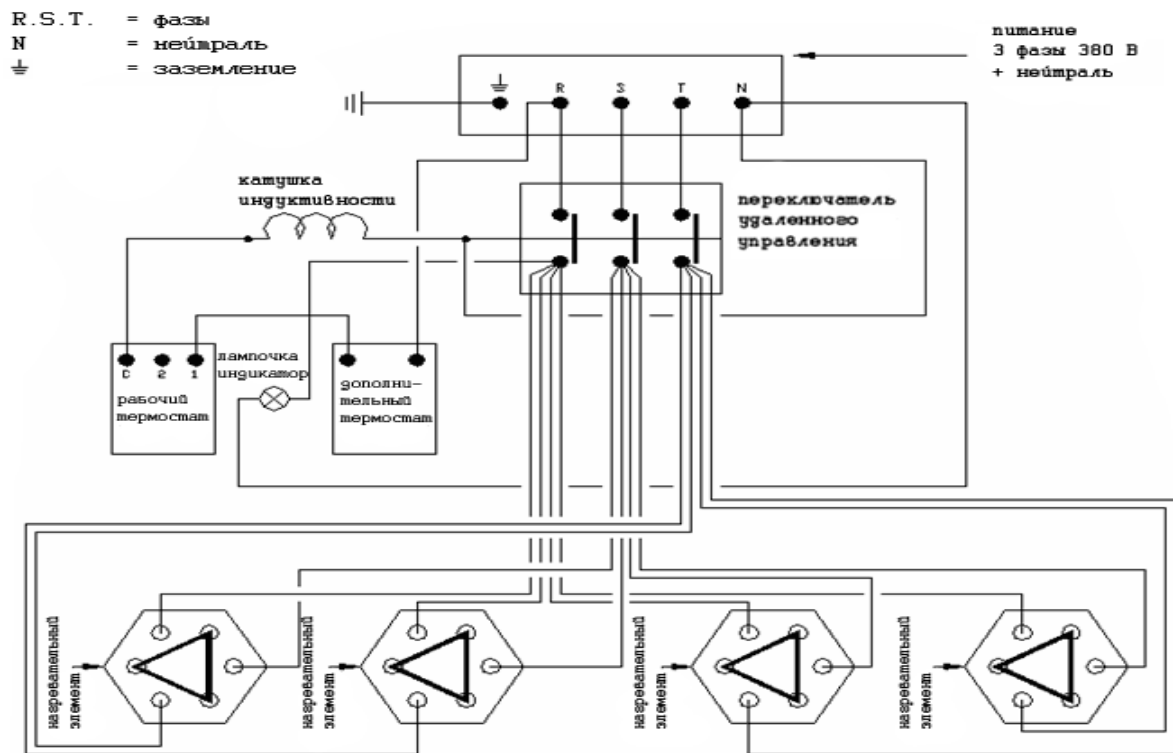 R.S.T. = фазы
N = нейтраль
= заземление
питание
3 фазы 380 В
+ нейтраль
R S T N
катушка
индуктивности
переключатель
удаленного
управления
C 2 1
рабочий
термостат
лампочка
индикатор
дополни-
тельный
термостат
нагревательный
элемент
нагревательный
элемент
нагревательный
элемент
нагревательный
элемент